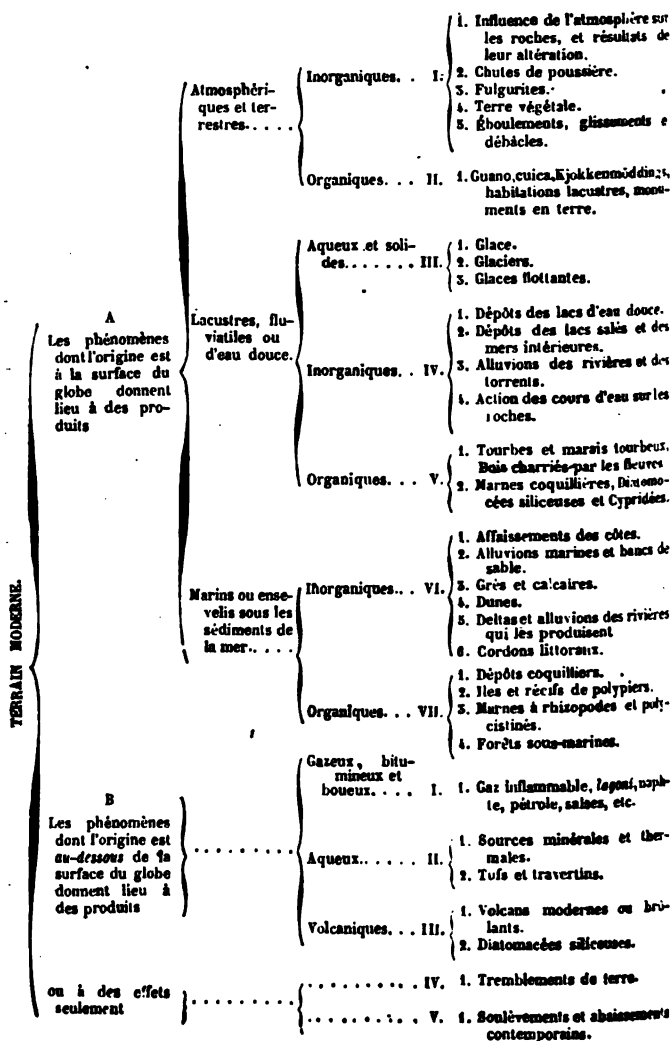 TERRAIN MODERNE.
A
Les phénomènes
dont l'origine est
à la surface du
globe donnent
lieu à des pro-
duits
Atmosphéri-
ques et ter-
restres.....
Inorganiques.. I.
1. Influence de l'atmosphère sur
les roches, et résultats de
leur altération.
2. Chutes de poussière.
3. Fulgurites.
4. Terre végétale.
5. Éboulements, glissements e
débâcles.
Organiques... II.
1. Guano, cuica, Kjokkenmöddings,
habitations lacustres, monu-
ments en terre.
Lacustres, flu-
viatiles ou
d'eau douce.
Aqueux et soli-
des....... III.
1. Glace.
2. Glaciers.
3. Glaces flottantes.
Inorganiques.. IV.
1. Dépôts des lacs d'eau douce.
2. Dépôts des lacs salés et des
mers intérieures.
3. Alluvions des rivières et des
torrents.
4. Action des cours d'eau sur les
roches.
Organiques... V.
1. Tourbes et marais tourbeux.
Bois charriés par les fleuves
2. Marnes coquillières, Diatomo-
cées siliceuses et Cypridées.
Marins ou ense-
velis sous les
sédiments de
la mer.....
Inorganiques... VI.
1. Affaissements des côtes.
2. Alluvions marines et bancs de
sable.
3. Grès et calcaires.
4. Dunes.
5. Deltas et alluvions des rivières
qui les produisent
6. Cordons littoraux.
Organiques... VII.
1. Dépôts coquilliers.
2. Iles et récifs de polypiers.
3. Marnes à rhizopodes et poly-
cistinés.
4. Forêts sous-marines.
B
Les phénomènes
dont l'origine est
au-dessous de la
surface du globe
donnent lieu à
des produits
Gazeux, bitu-
mineux et
boueux.... I.
1. Gaz inflammable, lagoni, naph-
te, pétrole, salses, etc.
Aqueux...... II.
1. Sources minérales et ther-
males.
2. Tufs et travertins.
Volcaniques... III.
1. Volcans modernes ou brû-
lants.
2. Diatomacées siliceuses.
ou à des effets
seulement
IV.
1. Tremblements de terre.
V.
1. Soulèvements et abaissements
contemporains.